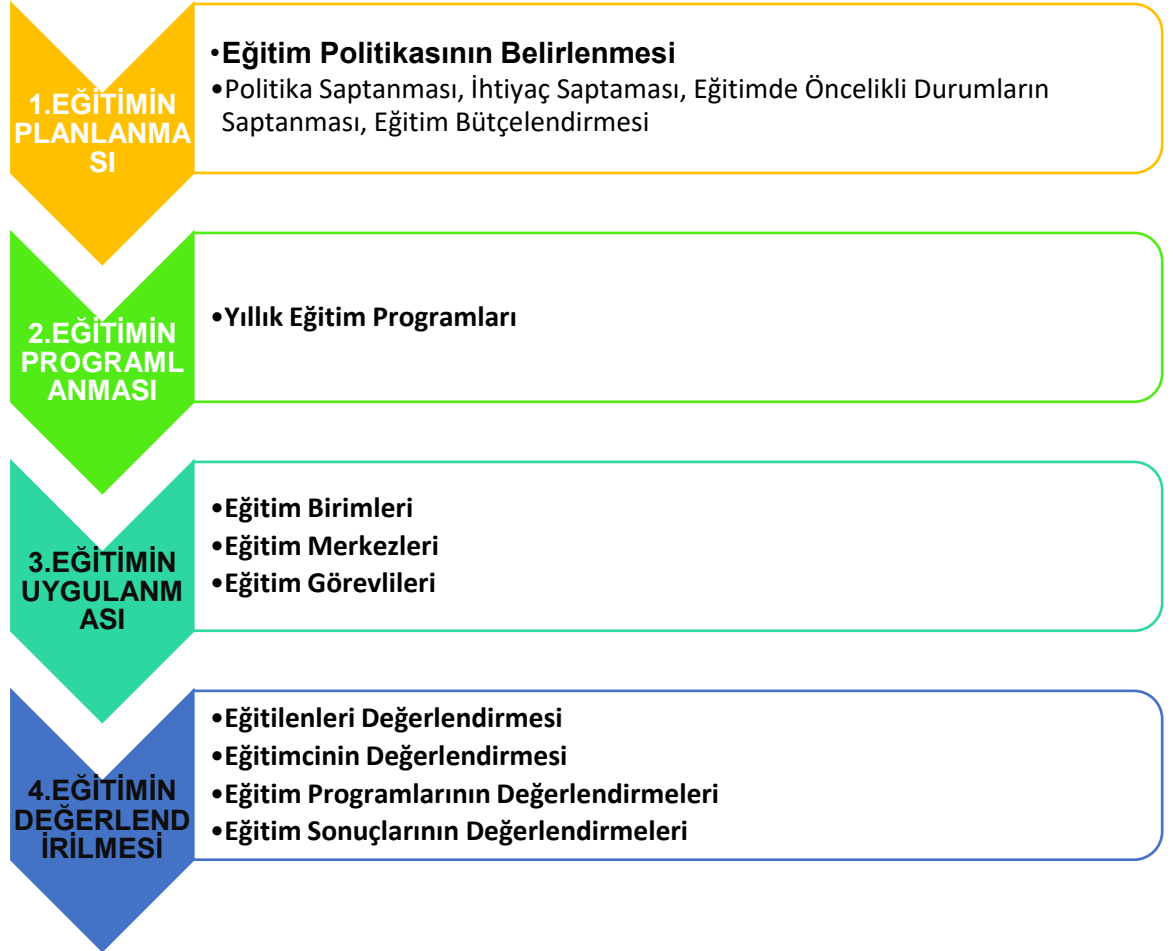 1.EĞİTİMİN
PLANLANMA
SI
•Eğitim Politikasının Belirlenmesi
•Politika Saptanması, İhtiyaç Saptaması, Eğitimde Öncelikli Durumların
Saptanması, Eğitim Bütçelendirmesi
2.EĞİTİMİN
PROGRAML
ANMASI
•Yıllık Eğitim Programları
3.EĞİTİMİN
UYGULANM
ASI
•Eğitim Birimleri
•Eğitim Merkezleri
•Eğitim Görevlileri
4.EĞİTİMİN
DEĞERLEND
İRİLMESİ
•Eğitilenleri Değerlendirmesi
•Eğitimcinin Değerlendirmesi
•Eğitim Programlarının Değerlendirmeleri
•Eğitim Sonuçlarının Değerlendirmeleri